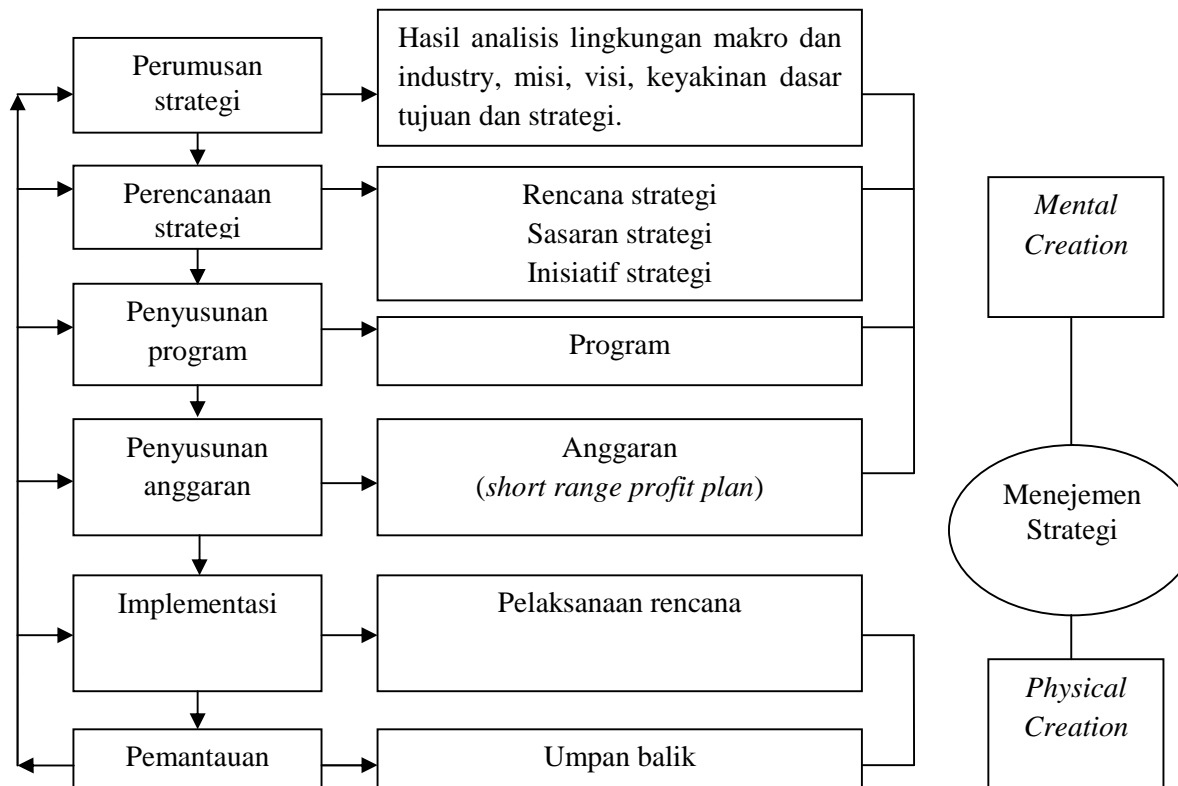 Perumusan
strategi
Hasil analisis lingkungan makro dan
industry, misi, visi, keyakinan dasar
tujuan dan strategi.
Perencanaan
strategi
Rencana strategi
Sasaran strategi
Inisiatif strategi
Penyusunan
program
Program
Penyusunan
anggaran
Anggaran
(short range profit plan)
Implementasi
Pelaksanaan rencana
Pemantauan
Umpan balik
Mental
Creation
Menejemen
Strategi
Physical
Creation